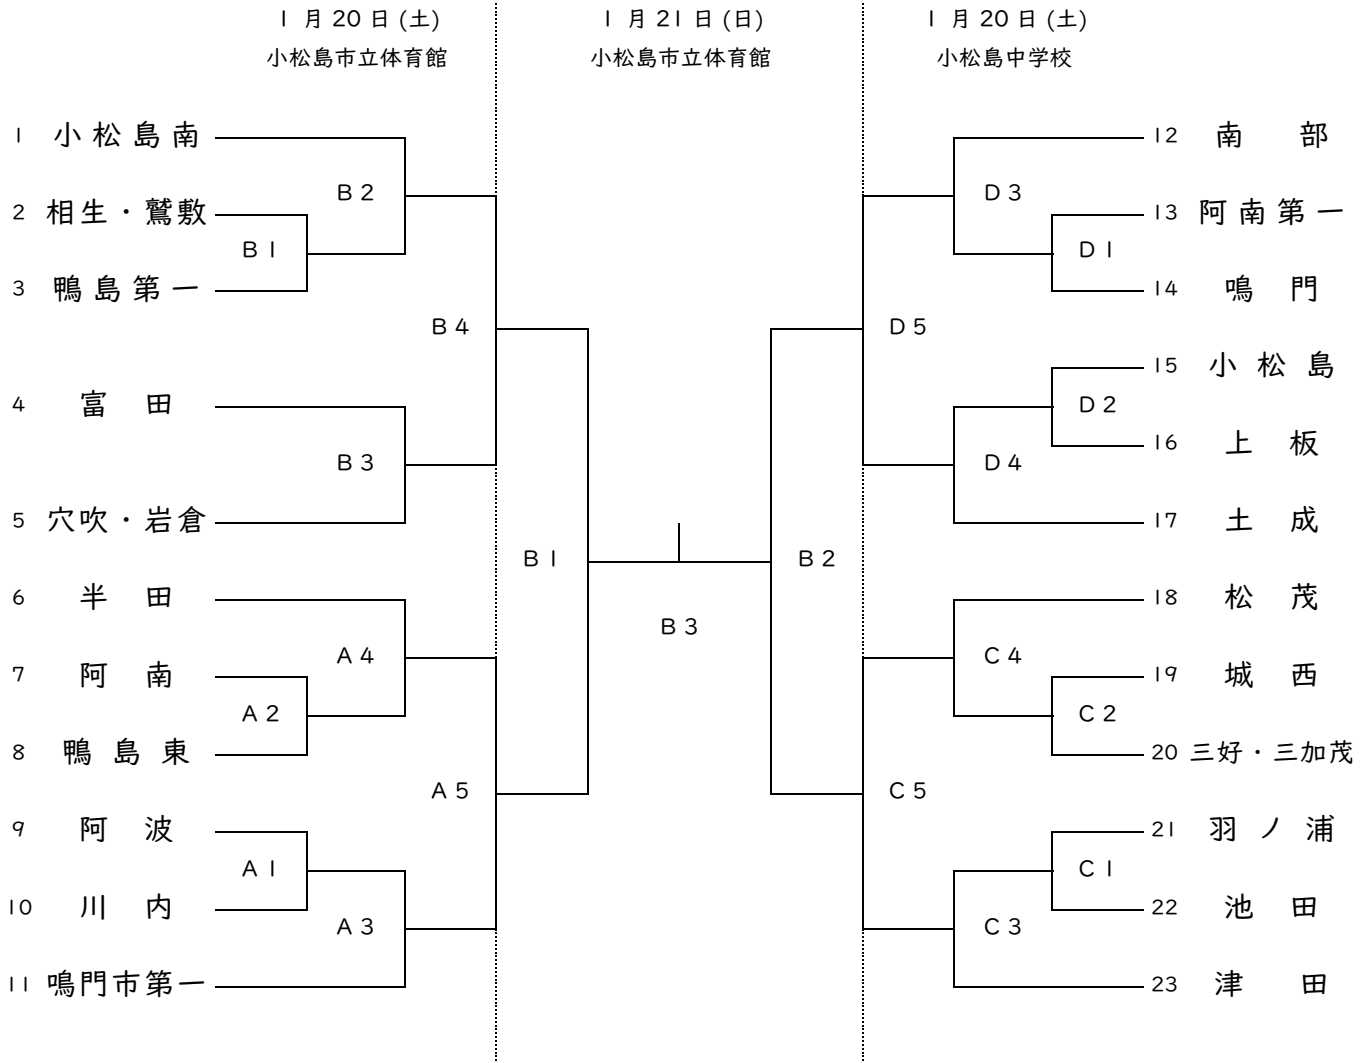 1 月 20 日 (土)
小松島市立体育館
1 月 21 日 (日)
小松島市立体育館
1 月 20 日 (土)
小松島中学校
1 小松島南
2 相生・鷲敷
3 鴨島第一
4 富田
5 穴吹・岩倉
6 半田
7 阿南
8 鴨島東
9 阿波
10 川内
11 鳴門市第一
B2
B1
B4
B3
A4
A2
A5
A1
A3
B1
B3
B2
D3
D1
D5
D2
D4
C4
C2
C5
C1
C3
12 南部
13 阿南第一
14 鳴門
15 小松島
16 上板
17 土成
18 松茂
19 城西
20 三好・三加茂
21 羽ノ浦
22 池田
23 津田